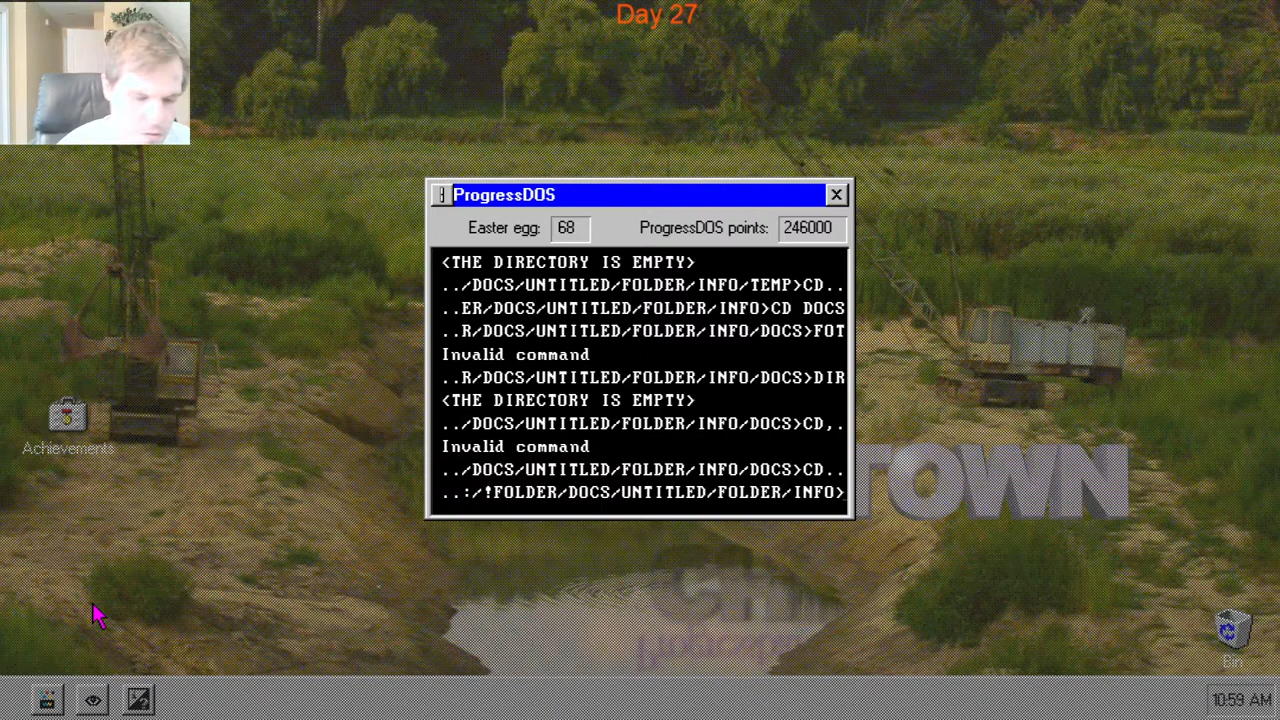 Day 27
ProgressDOS
Easter egg: 68 ProgressDOS points: 246000
<THE DIRECTORY IS EMPTY>
../DOCS/UNTITLED/FOLDER/INFO/TEMP>CD..
..ER/DOCS/UNTITLED/FOLDER/INFO>CD DOCS
..R/DOCS/UNTITLED/FOLDER/INFO/DOCS>FOT
Invalid command
..R/DOCS/UNTITLED/FOLDER/INFO/DOCS>DIR
<THE DIRECTORY IS EMPTY>
../DOCS/UNTITLED/FOLDER/INFO/DOCS>CD,.
Invalid command
../DOCS/UNTITLED/FOLDER/INFO/DOCS>CD..
..:/!FOLDER/DOCS/UNTITLED/FOLDER/INFO>_
Achievements
TOWN
Bin
10:59 AM